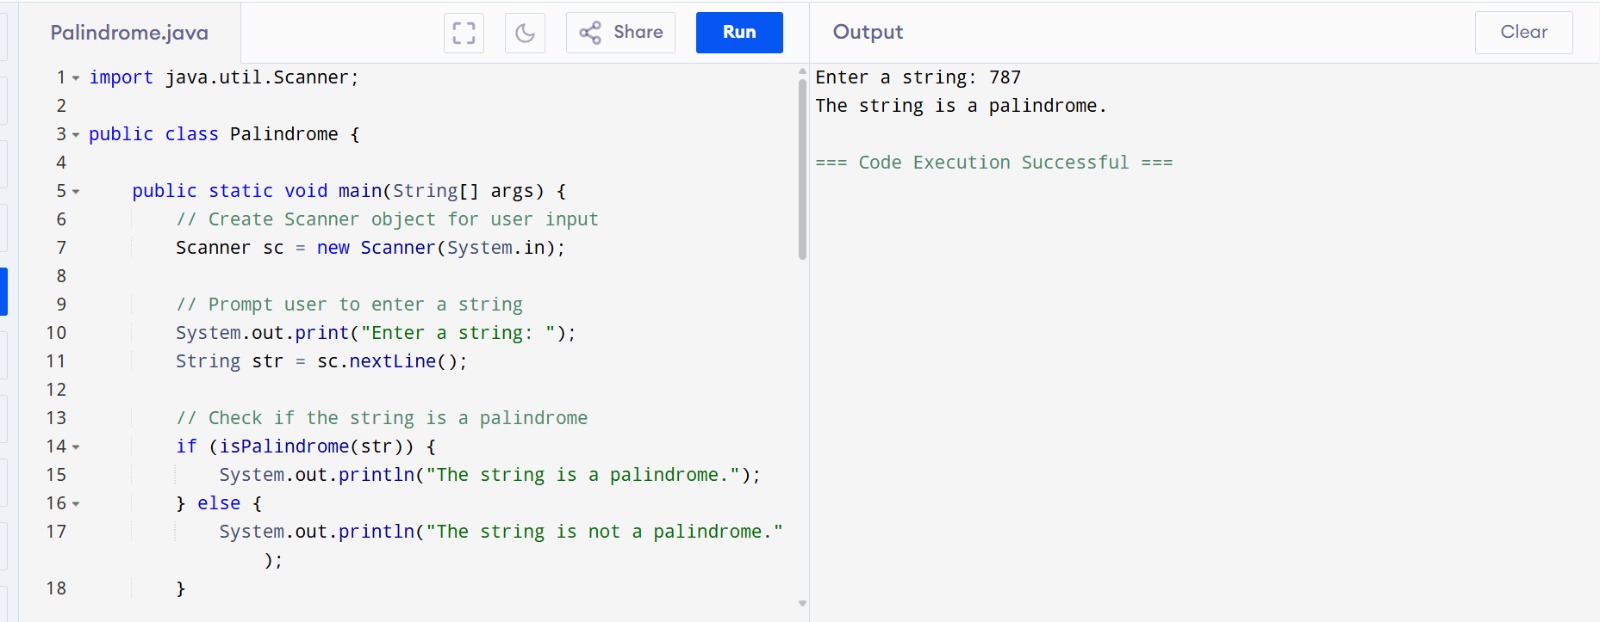 Palindrome.java
Share
Run
Output
Clear
1 import java.util.Scanner;
2
3 public class Palindrome {
4
5     public static void main(String[] args) {
6         // Create Scanner object for user input
7         Scanner sc = new Scanner(System.in);
8
9         // Prompt user to enter a string
10         System.out.print("Enter a string: ");
11         String str = sc.nextLine();
12
13         // Check if the string is a palindrome
14         if (isPalindrome(str)) {
15             System.out.println("The string is a palindrome.");
16         } else {
17             System.out.println("The string is not a palindrome."
                );
18         }
Enter a string: 787
The string is a palindrome.
=== Code Execution Successful ===